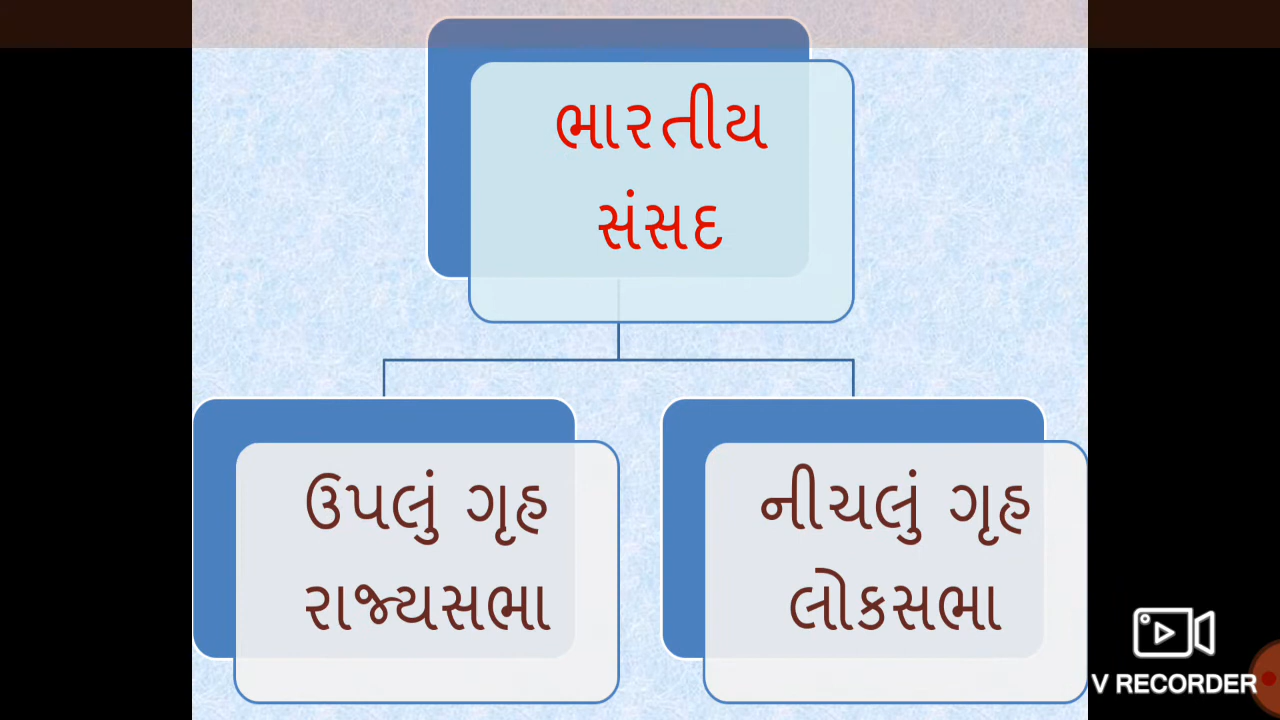 ભારતીય
સંસદ
ઉપલું ગૃહ
રાજ્યસભા
નીચલું ગૃહ
લોકસભા
V RECORDER